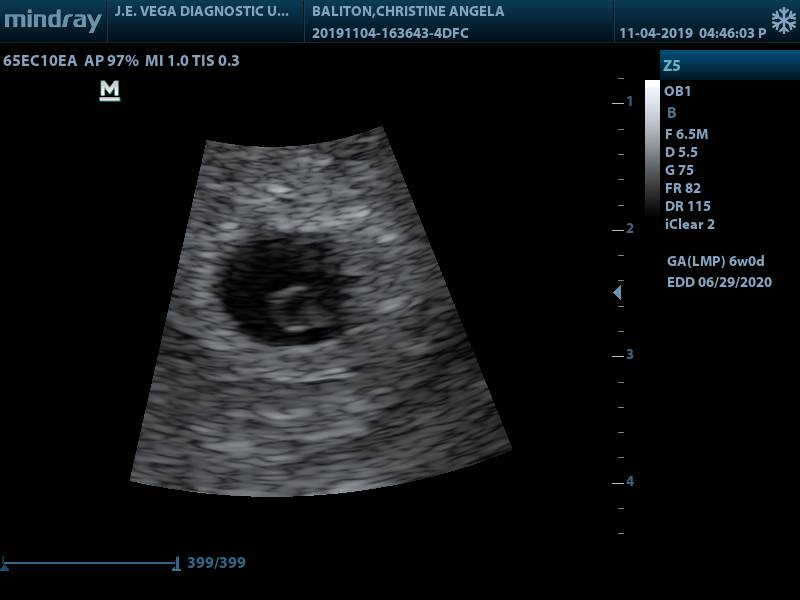 mindray
J.E. VEGA DIAGNOSTIC U...
BALITON,CHRISTINE ANGELA
20191104-163643-4DFC
11-04-2019 04:46:03 P
65EC10EA AP 97% MI 1.0 TIS 0.3
M
Z5
OB1
B
F 6.5M
D 5.5
G 75
FR 82
DR 115
iClear 2
GA(LMP) 6w0d
EDD 06/29/2020
1
2
3
4
399/399